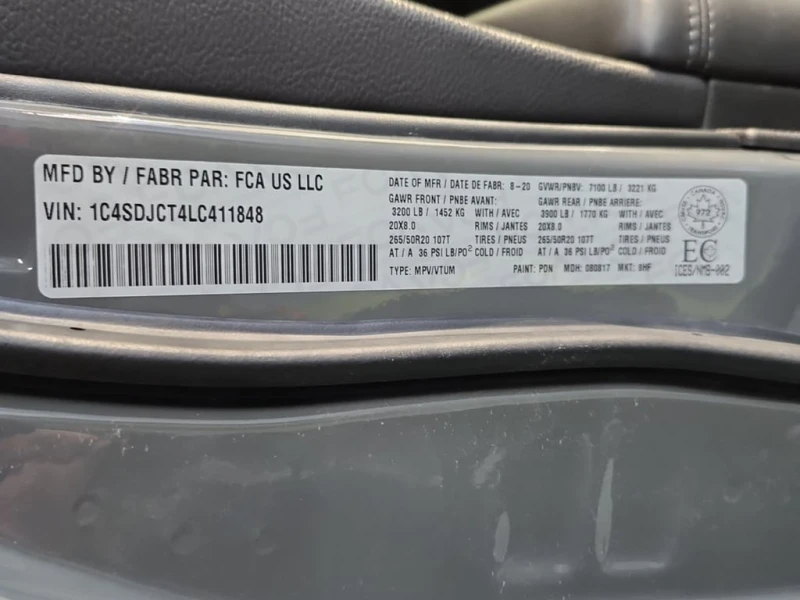 MFD BY / FABR PAR: FCA US LLC
VIN: 1C4SDJCT4LC411848
DATE OF MFR / DATE DE FABR: 8-20 GVWR/PNBV: 7100 LB / 3221 KG
GAWR FRONT / PNBE AVANT: GAWR REAR / PNBE ARRIERE:
3200 LB / 1452 KG WITH / AVEC 3900 LB / 1770 KG WITH / AVEC
20X8.0 RIMS / JANTES 20X8.0 RIMS / JANTES
265/50R20 107T TIRES / PNEUS 265/50R20 107T TIRES / PNEUS
AT / A 36 PSI LB/PO² COLD / FROID AT / A 36 PSI LB/PO² COLD / FROID
TYPE: MPV/VTUM PAINT: PDN MDH: 080817 MKT: 8HF
CANADA
972
EC
ICES/NMB-002